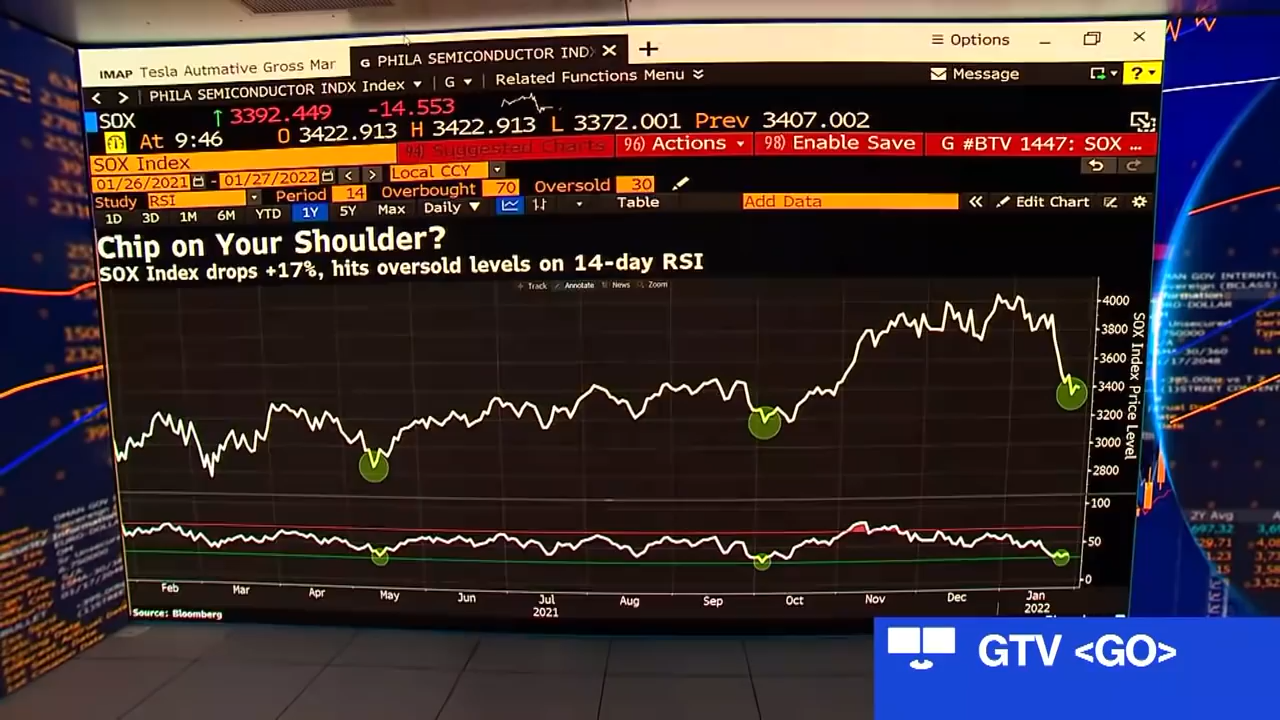 IMAP Tesla Autmative Gross Mar
G PHILA SEMICONDUCTOR IND
Options
PHILA SEMICONDUCTOR INDX Index
G
Related Functions Menu
Message
?
SOX
↑ 3392.449 -14.553
At 9:46 O 3422.913 H 3422.913 L 3372.001 Prev 3407.002
SOX Index
94) Suggested Charts
96) Actions
98) Enable Save
G #BTV 1447: SOX ...
01/26/2021 - 01/27/2022
Local CCY
Study RSI Period 14 Overbought 70 Oversold 30
1D 3D 1M 6M YTD 1Y 5Y Max Daily
Table
Add Data
Edit Chart
Chip on Your Shoulder?
SOX Index drops +17%, hits oversold levels on 14-day RSI
Track Annotate News Zoom
4000
3800
3600
3400
3200
3000
2800
SOX Index Price Level
100
50
0
Feb Mar Apr May Jun Jul Aug Sep Oct Nov Dec Jan
2021 2022
Source: Bloomberg
GTV <GO>